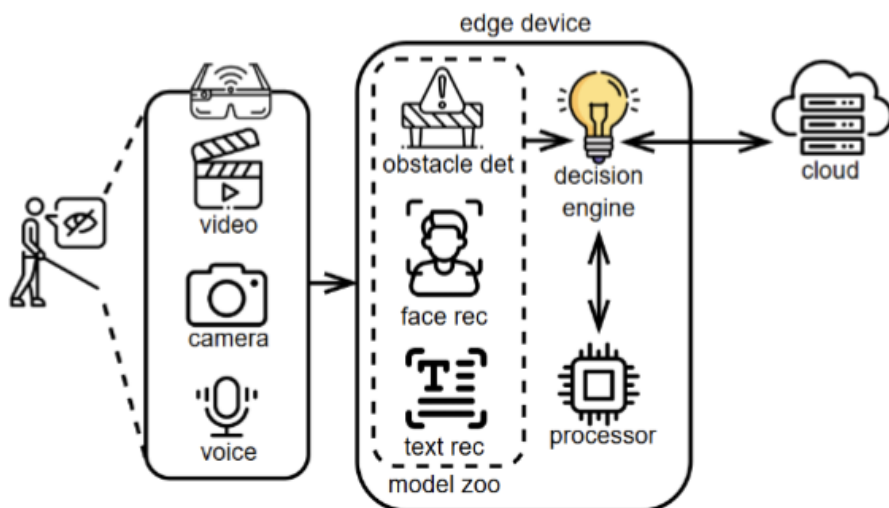 edge device
video
camera
voice
obstacle det
face rec
text rec
model zoo
decision
engine
processor
cloud